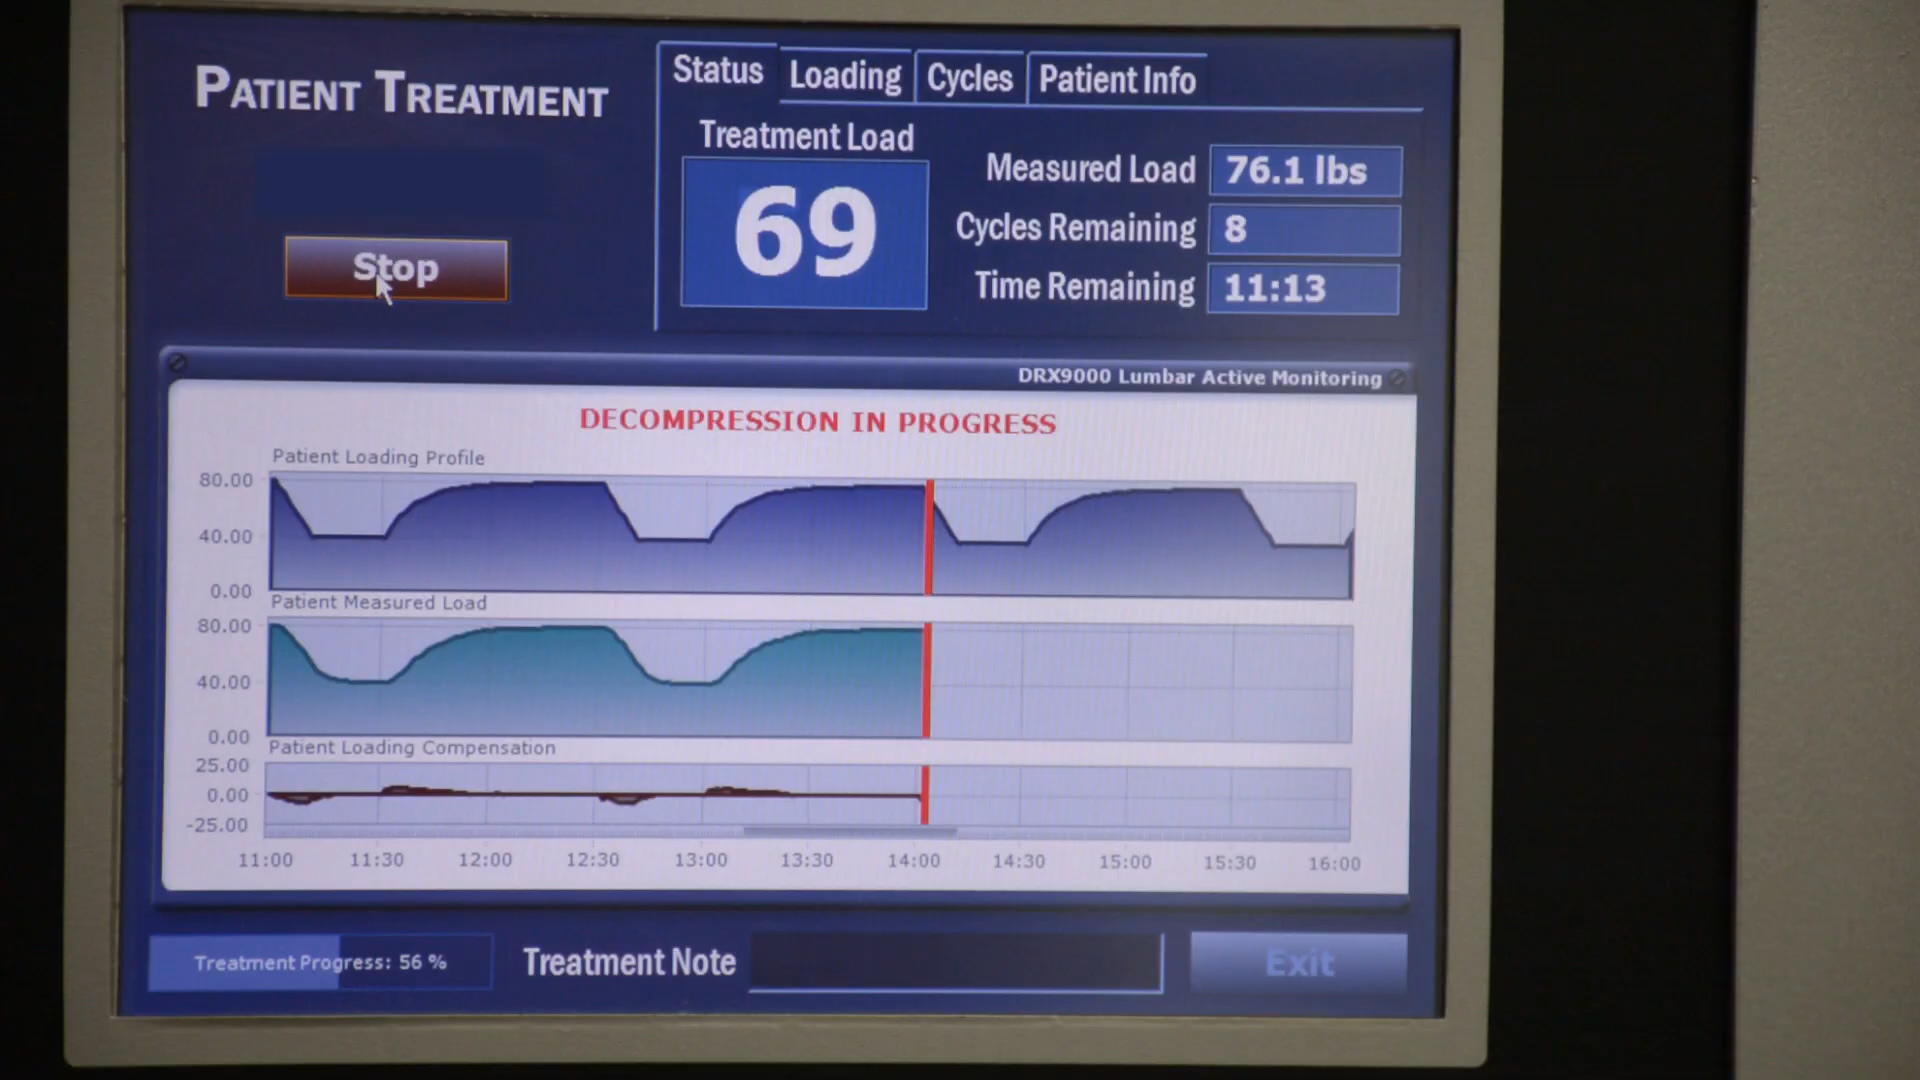 PATIENT TREATMENT
Stop
Status Loading Cycles Patient Info
Treatment Load
69
Measured Load 76.1 lbs
Cycles Remaining 8
Time Remaining 11:13
DRX9000 Lumbar Active Monitoring
DECOMPRESSION IN PROGRESS
Patient Loading Profile
80.00
40.00
0.00
Patient Measured Load
80.00
40.00
0.00
Patient Loading Compensation
25.00
0.00
-25.00
11:00 11:30 12:00 12:30 13:00 13:30 14:00 14:30 15:00 15:30 16:00
Treatment Progress: 56 %
Treatment Note
Exit